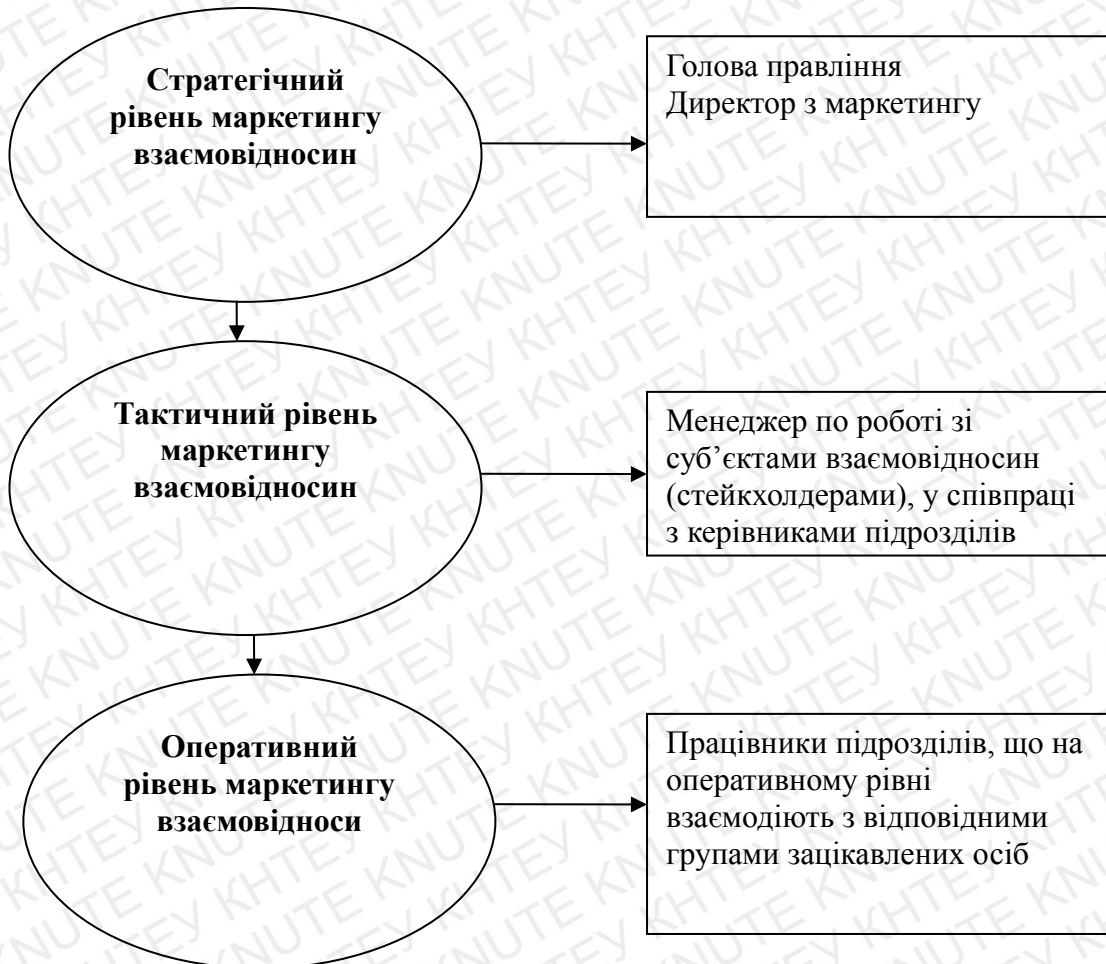 Стратегічний
рівень маркетингу
взаємовідносин
Голова правління
Директор з маркетингу
Тактичний рівень
маркетингу
взаємовідносин
Менеджер по роботі зі
суб’єктами взаємовідносин
(стейкхолдерами), у співпраці
з керівниками підрозділів
Оперативний
рівень маркетингу
взаємовідноси
Працівники підрозділів, що на
оперативному рівні
взаємодіють з відповідними
групами зацікавлених осіб